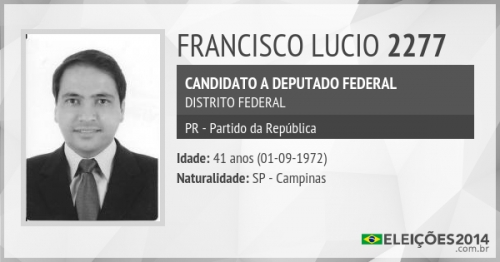 FRANCISCO LUCIO 2277
CANDIDATO A DEPUTADO FEDERAL
DISTRITO FEDERAL
PR - Partido da República
Idade: 41 anos (01-09-1972)
Naturalidade: SP - Campinas
ELEIÇÕES2014
.com.br